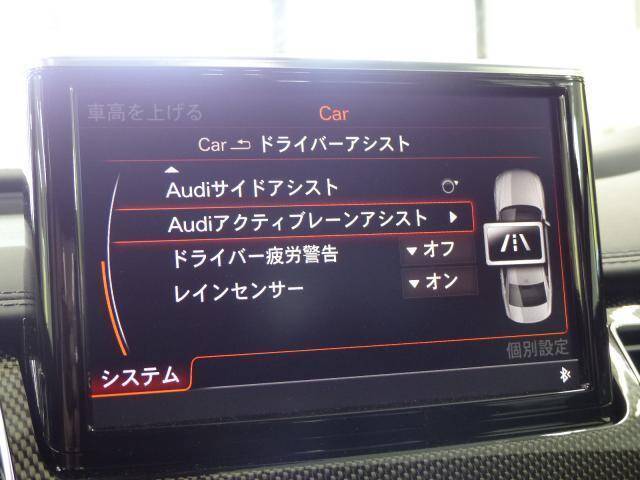 車高を上げる
Car
Car ドライバーアシスト
Audiサイドアシスト
Audiアクティブレーンアシスト
ドライバー疲労警告 オフ
レインセンサー オン
個別設定
システム